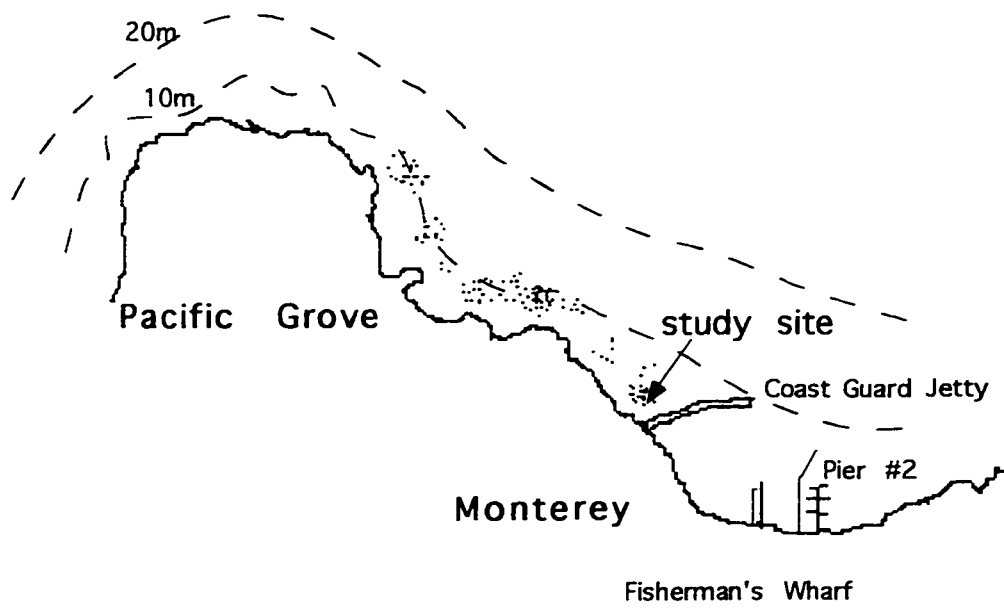 20m
10m
Pacific Grove
study site
Coast Guard Jetty
Pier #2
Monterey
Fisherman's Wharf